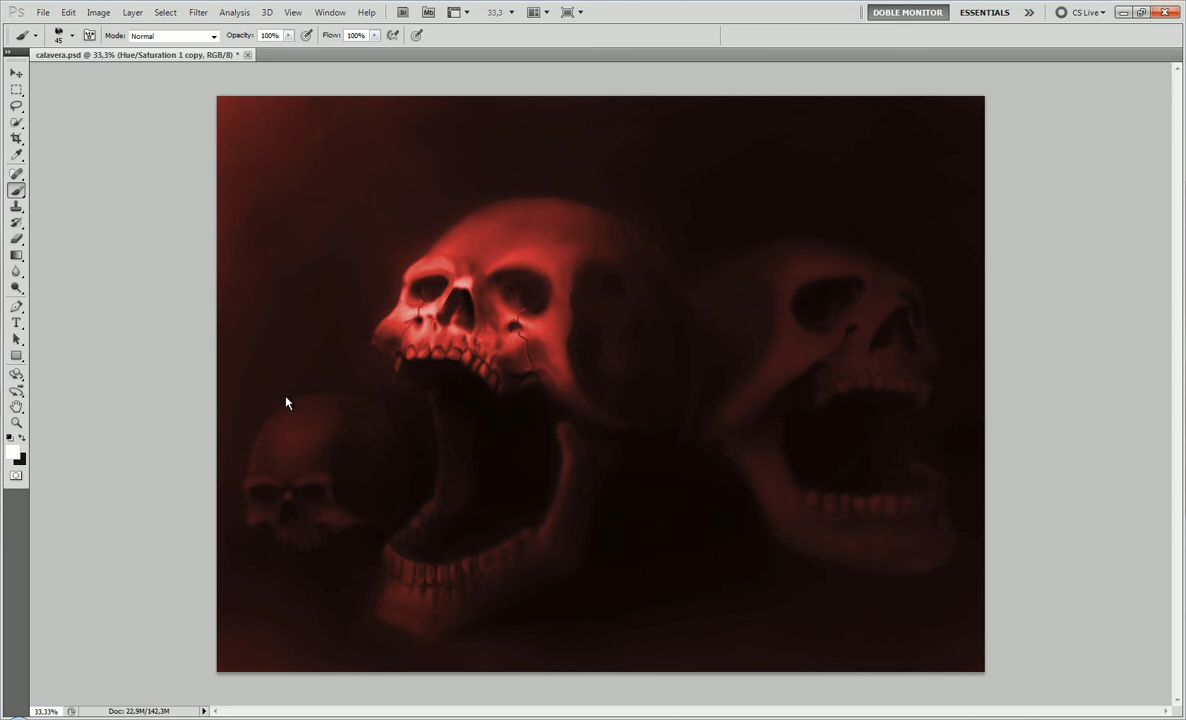 Ps File Edit Image Layer Select Filter Analysis 3D View Window Help Br Mb 33,3 DOBLE MONITOR ESSENTIALS CS Live
45 Mode: Normal Opacity: 100% Flow: 100%
calavera.psd @ 33,3% (Hue/Saturation 1 copy, RGB/8) *
T
33,33% Doc: 22,9M/142,3M